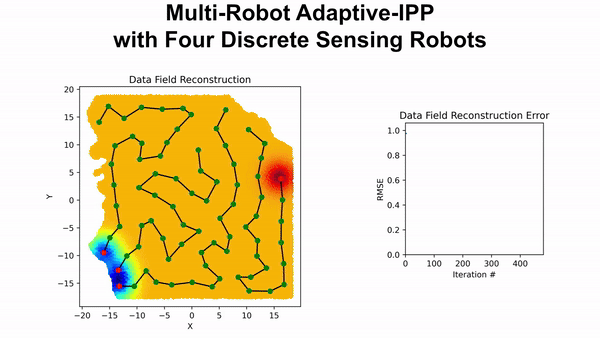 Multi-Robot Adaptive-IPP
with Four Discrete Sensing Robots
Data Field Reconstruction
20
15
10
5
0
−5
−10
−15
Y
−20 −15 −10 −5 0 5 10 15
X
Data Field Reconstruction Error
1.0
0.8
0.6
0.4
0.2
0.0
RMSE
0 100 200 300 400
Iteration #